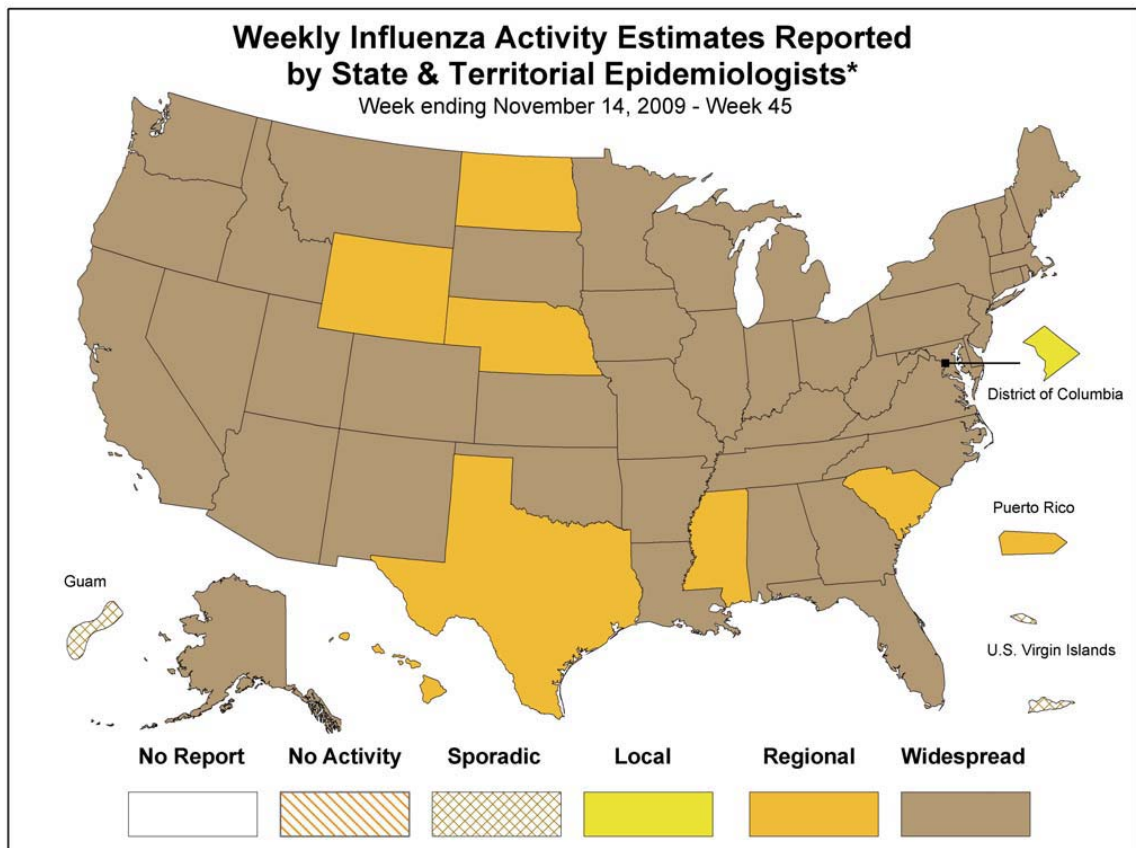 Weekly Influenza Activity Estimates Reported
by State & Territorial Epidemiologists*
Week ending November 14, 2009 - Week 45
District of Columbia
Puerto Rico
Guam
U.S. Virgin Islands
No Report
No Activity
Sporadic
Local
Regional
Widespread